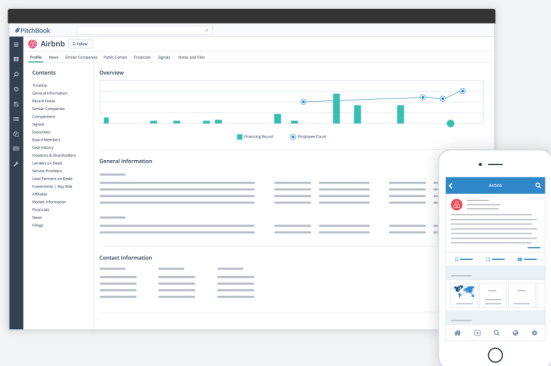 PitchBook
Airbnb
Follow
Profile News Similar Companies Public Comps Financials Signals Notes and Files
Contents
Overview
Timeline
General Information
Recent News
Similar Companies
Comparisons
Signals
Executives
Board Members
Deal History
Investors & Shareholders
Lenders on Deals
Service Providers
Lead Partners on Deals
Investments | Buy Side
Affiliates
Market Information
Financials
News
Filings
Financing Round Employee Count
General Information
Contact Information
Airbnb